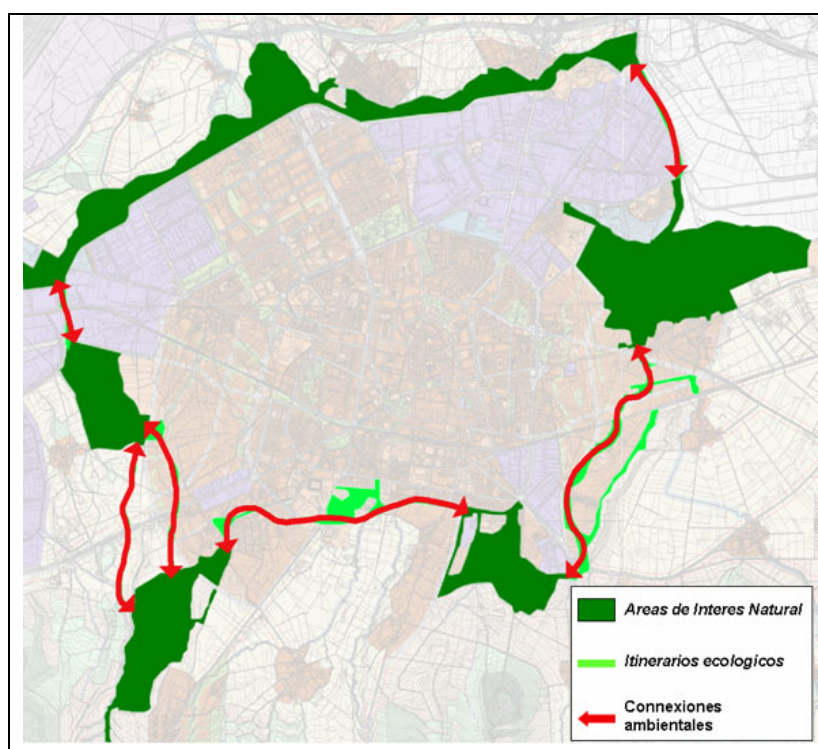 Areas de Interes Natural
Itinerarios ecologicos
Connexiones
ambientales